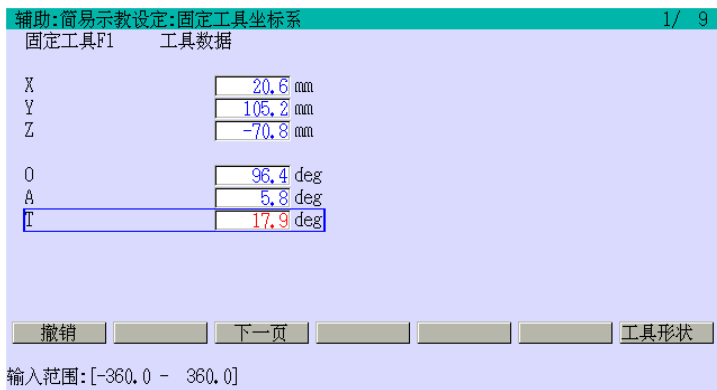 辅助:简易示教设定:固定工具坐标系 1/ 9
固定工具F1 工具数据
X 20.6 mm
Y 105.2 mm
Z -70.8 mm
O 96.4 deg
A 5.8 deg
T 17.9 deg
撤销 下一页 工具形状
输入范围:[-360.0 - 360.0]